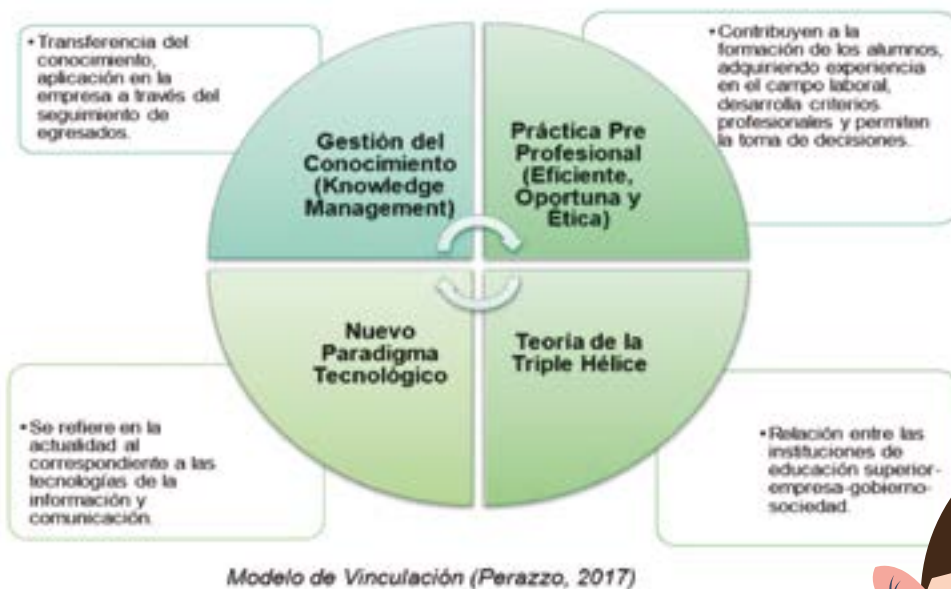 • Transferencia del
conocimiento,
aplicación en la
empresa a través del
seguimiento de
egresados.
Gestión del
Conocimiento
(Knowledge
Management)
Práctica Pre
Profesional
(Eficiente,
Oportuna y
Ética)
• Contribuyen a la
formación de los alumnos,
adquiriendo experiencia
en el campo laboral,
desarrolla criterios
profesionales y permiten
la toma de decisiones.
Nuevo
Paradigma
Tecnológico
Teoría de la
Triple Hélice
• Se refiere en la
actualidad al
correspondiente a las
tecnologías de la
información y
comunicación.
• Relación entre las
instituciones de
educación superior-
empresa-gobierno-
sociedad.
Modelo de Vinculación (Perazzo, 2017)